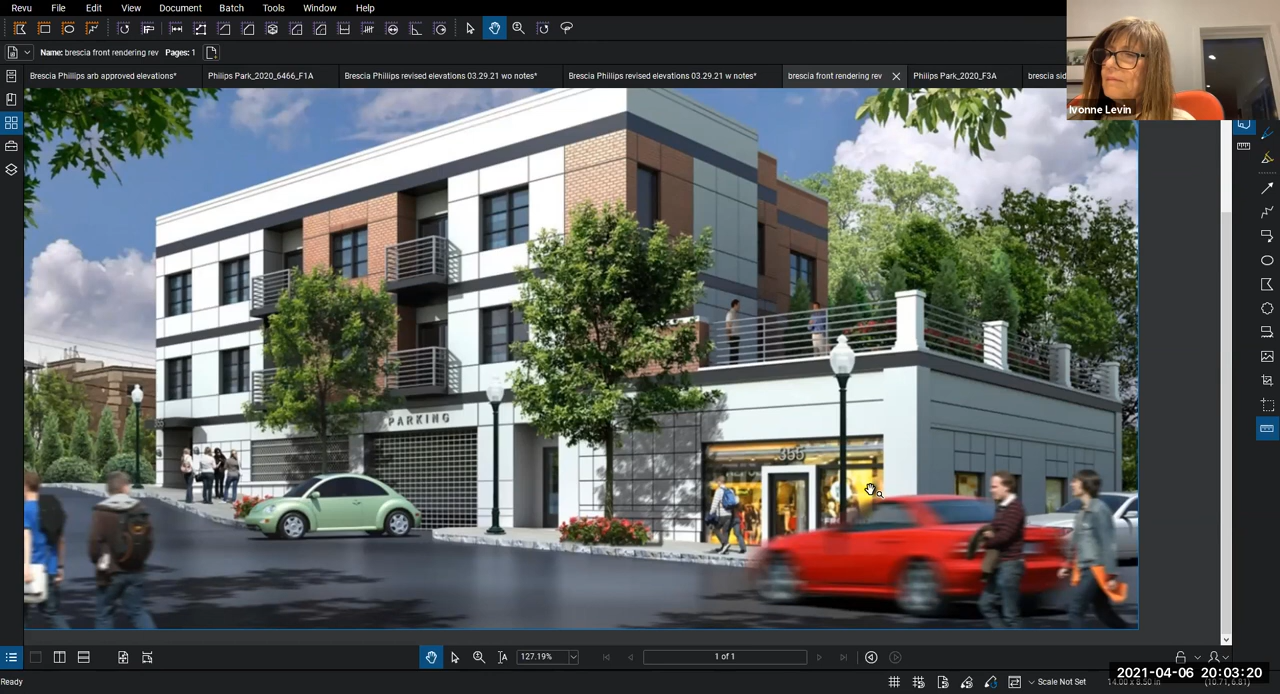 Revu File Edit View Document Batch Tools Window Help
Name: brescia front rendering rev Pages: 1
Brescia Phiilips arb approved elevations* Philips Park_2020_6466_F1A Brescia Phiilips revised elevations 03.29.21 wo notes* Brescia Phiilips revised elevations 03.29.21 w notes* brescia front rendering rev Philips Park_2020_F3A brescia sid
Ivonne Levin
PARKING
355
127.19% 1 of 1
Ready Scale Not Set
2021-04-06 20:03:20